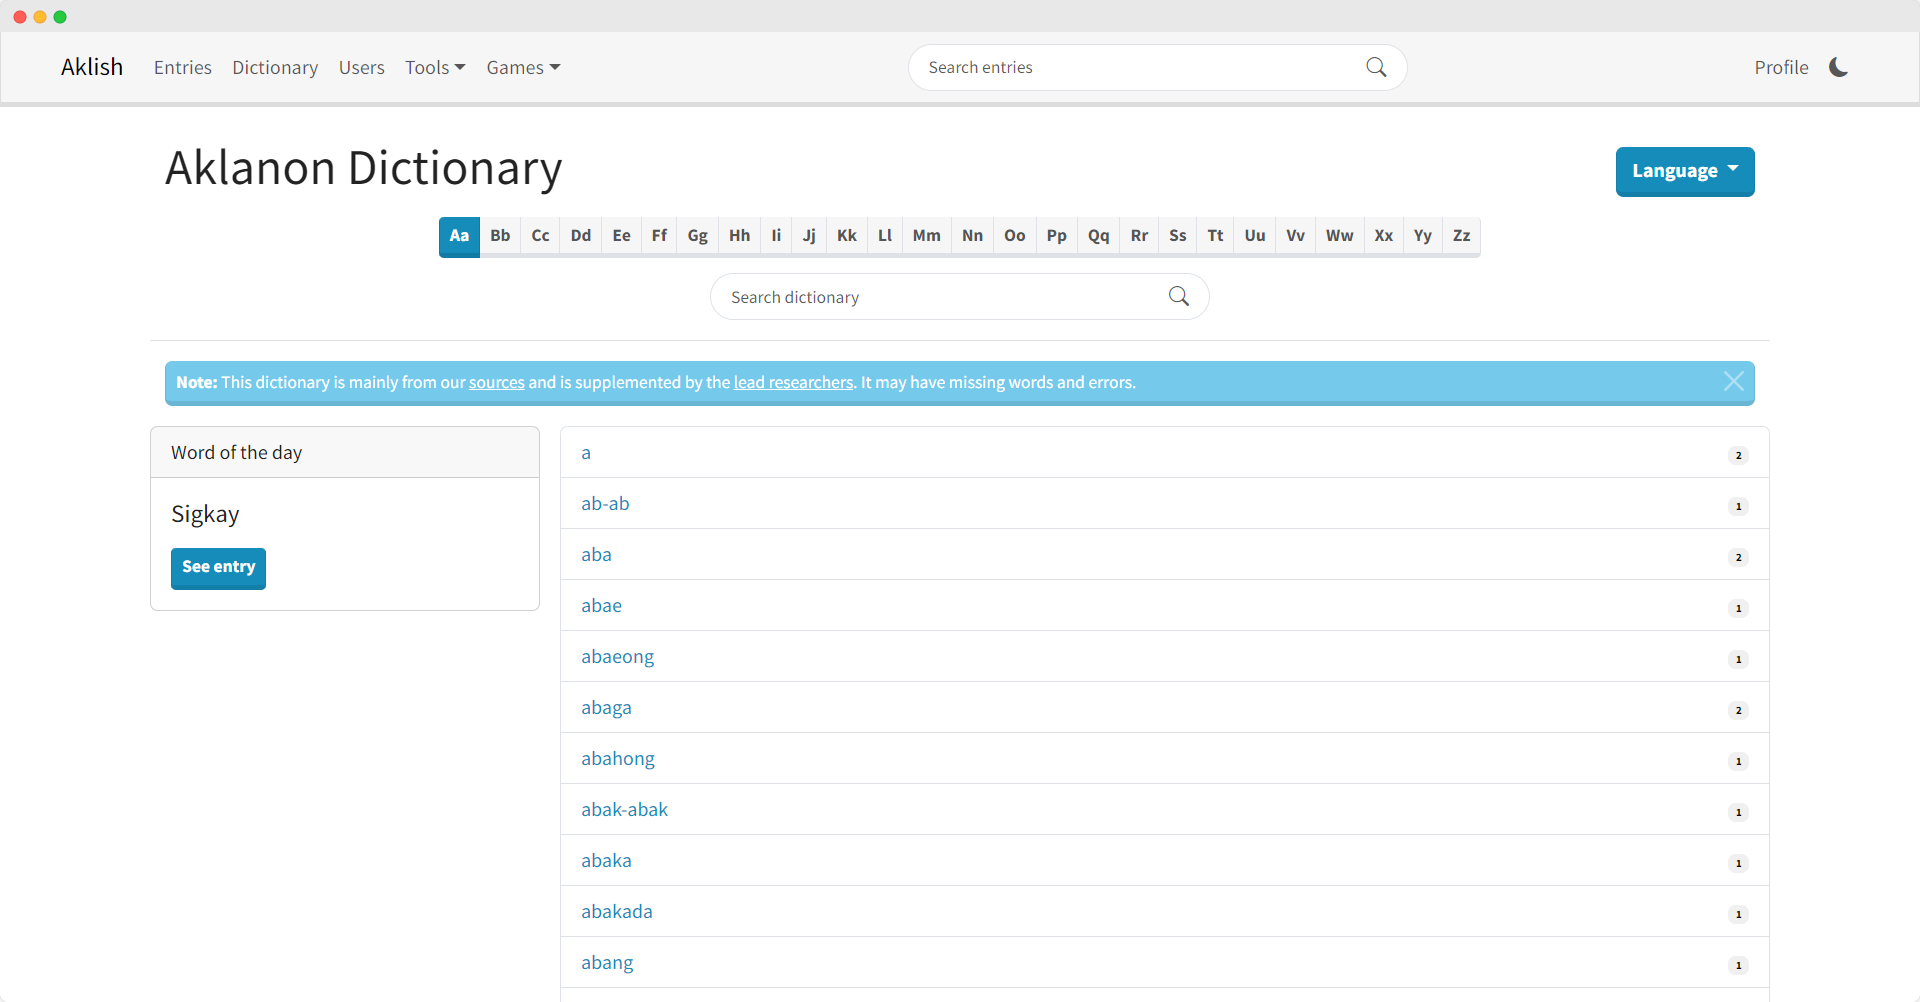 Aklish Entries Dictionary Users Tools Games Search entries Profile
Aklanon Dictionary
Language
Aa Bb Cc Dd Ee Ff Gg Hh Ii Jj Kk Ll Mm Nn Oo Pp Qq Rr Ss Tt Uu Vv Ww Xx Yy Zz
Search dictionary
Note: This dictionary is mainly from our sources and is supplemented by the lead researchers. It may have missing words and errors.
Word of the day
Sigkay
See entry
a 2
ab-ab 1
aba 2
abae 1
abaeong 1
abaga 2
abahong 1
abak-abak 1
abaka 1
abakada 1
abang 1